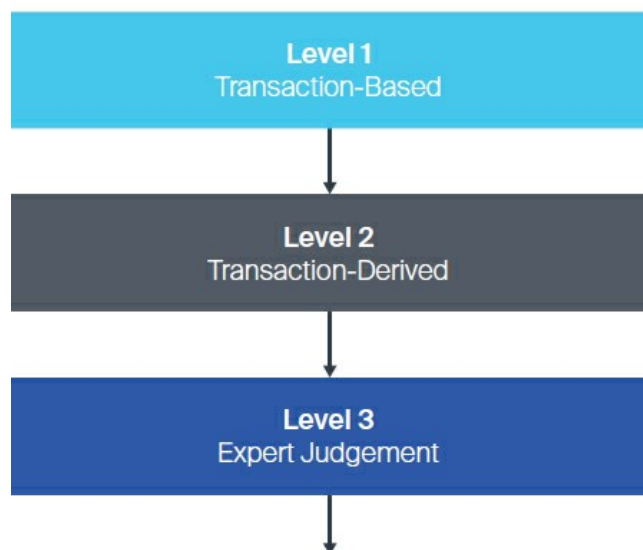 Level 1
Transaction-Based
Level 2
Transaction-Derived
Level 3
Expert Judgement